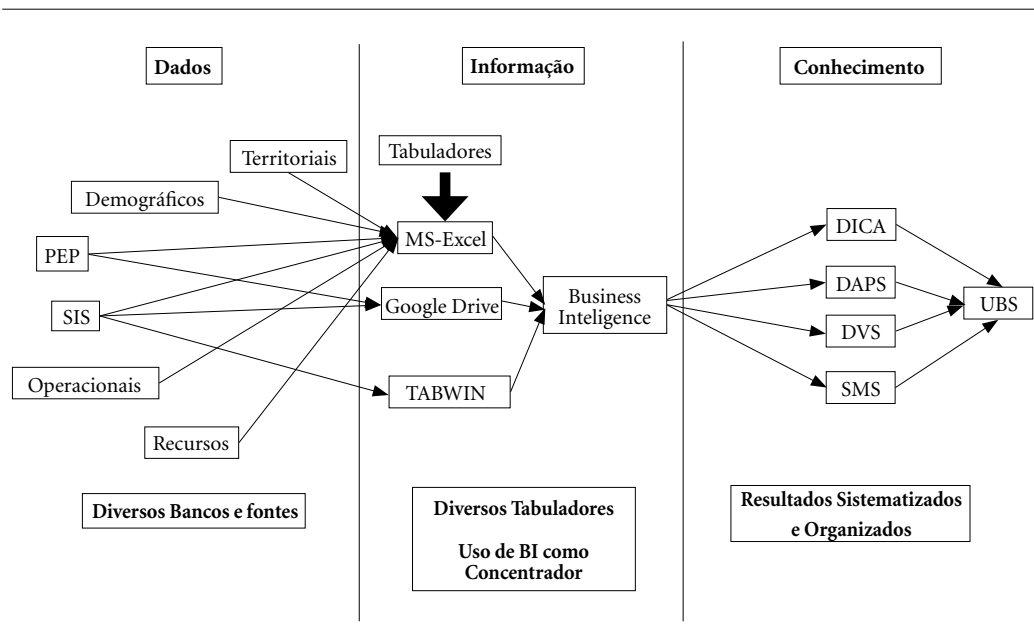 Dados
Informação
Conhecimento
Territoriais
Demográficos
PEP
SIS
Operacionais
Recursos
Tabuladores
MS-Excel
Google Drive
TABWIN
Business
Inteligence
DICA
DAPS
DVS
SMS
UBS
Diversos Bancos e fontes
Diversos Tabuladores
Uso de BI como
Concentrador
Resultados Sistematizados
e Organizados